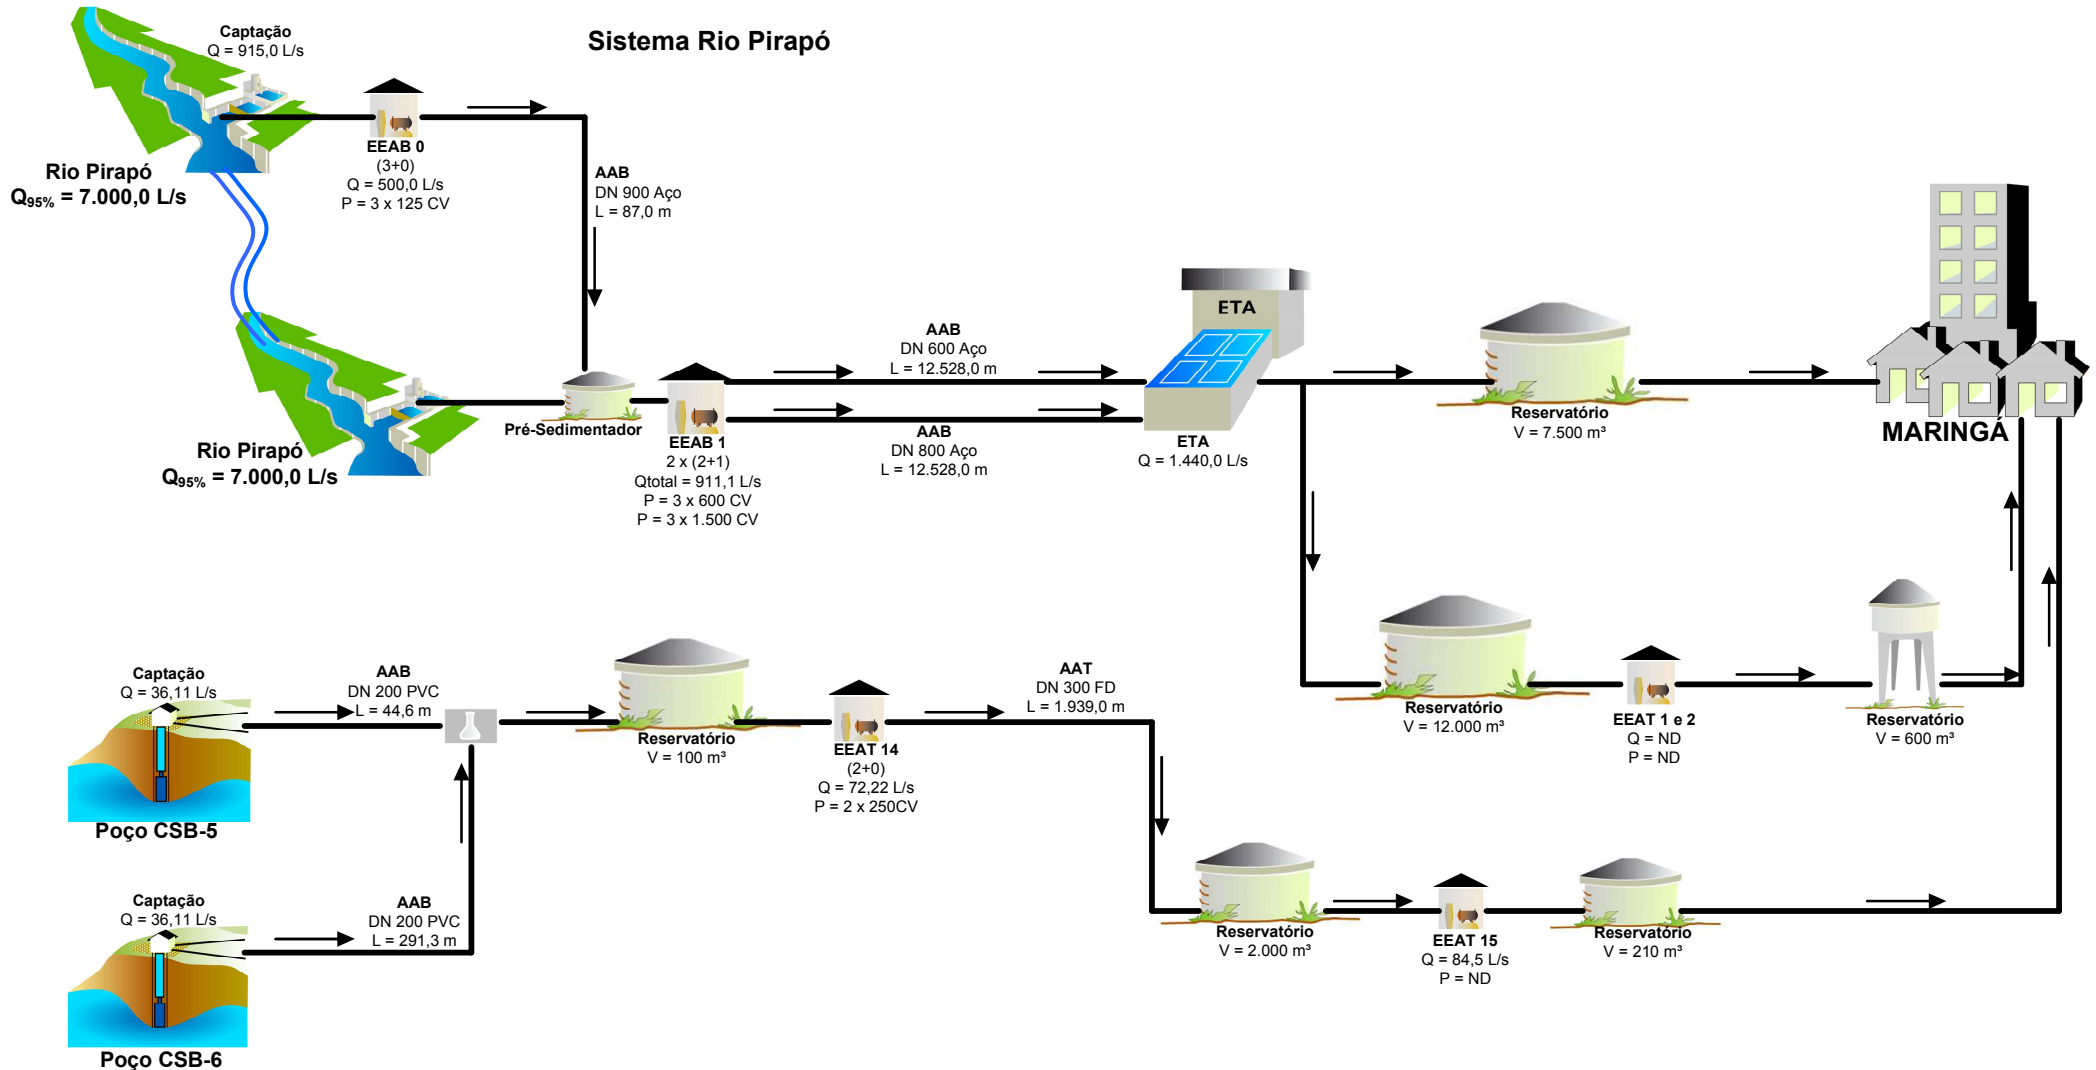 Sistema Rio Pirapó
Captação
Q = 915,0 L/s
EEAB 0
(3+0)
Q = 500,0 L/s
P = 3 x 125 CV
Rio Pirapó
Q95% = 7.000,0 L/s
AAB
DN 900 Aço
L = 87,0 m
Rio Pirapó
Q95% = 7.000,0 L/s
Pré-Sedimentador
EEAB 1
2 x (2+1)
Qtotal = 911,1 L/s
P = 3 x 600 CV
P = 3 x 1.500 CV
AAB
DN 600 Aço
L = 12.528,0 m
AAB
DN 800 Aço
L = 12.528,0 m
ETA
ETA
Q = 1.440,0 L/s
Reservatório
V = 7.500 m³
MARINGÁ
Reservatório
V = 12.000 m³
EEAT 1 e 2
Q = ND
P = ND
Reservatório
V = 600 m³
Captação
Q = 36,11 L/s
Poço CSB-5
AAB
DN 200 PVC
L = 44,6 m
Reservatório
V = 100 m³
EEAT 14
(2+0)
Q = 72,22 L/s
P = 2 x 250CV
AAT
DN 300 FD
L = 1.939,0 m
Captação
Q = 36,11 L/s
Poço CSB-6
AAB
DN 200 PVC
L = 291,3 m
Reservatório
V = 2.000 m³
EEAT 15
Q = 84,5 L/s
P = ND
Reservatório
V = 210 m³